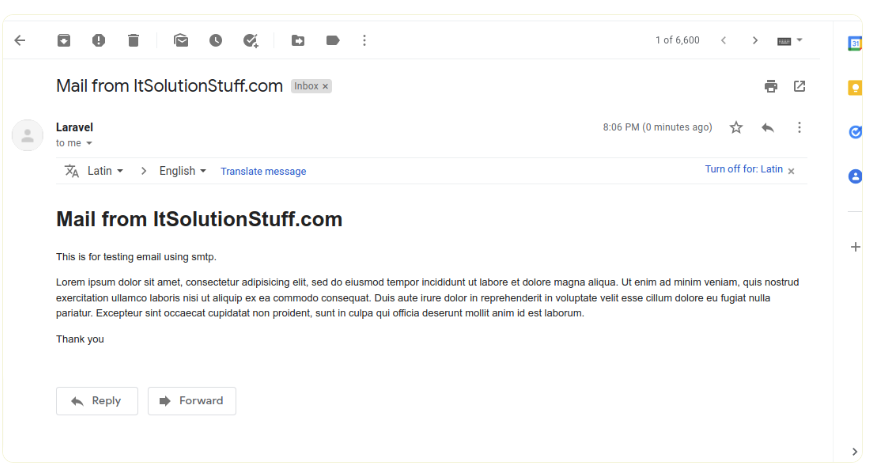 1 of 6,600
31
Mail from ItSolutionStuff.com Inbox ×
Laravel
8:06 PM (0 minutes ago)
to me
Latin > English Translate message
Turn off for: Latin ×
Mail from ItSolutionStuff.com
This is for testing email using smtp.
Lorem ipsum dolor sit amet, consectetur adipisicing elit, sed do eiusmod tempor incididunt ut labore et dolore magna aliqua. Ut enim ad minim veniam, quis nostrud
exercitation ullamco laboris nisi ut aliquip ex ea commodo consequat. Duis aute irure dolor in reprehenderit in voluptate velit esse cillum dolore eu fugiat nulla
pariatur. Excepteur sint occaecat cupidatat non proident, sunt in culpa qui officia deserunt mollit anim id est laborum.
Thank you
Reply
Forward